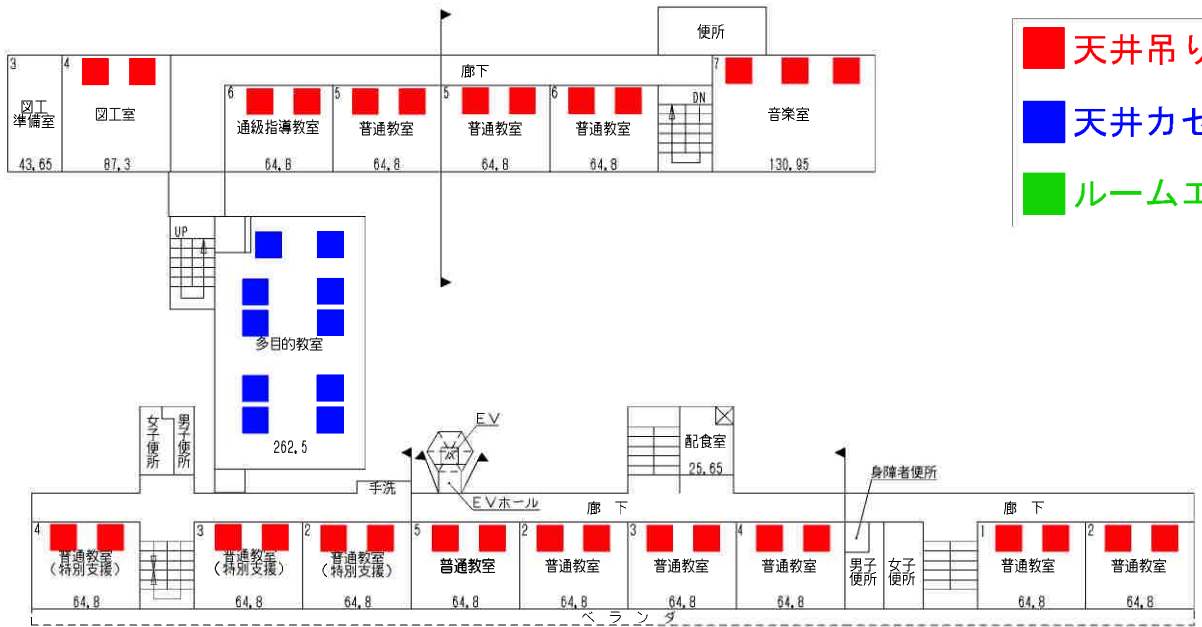 便所
天井吊り
天井カセ
ルームエ
3
図工
準備室
43.65
4
図工室
87.3
廊下
6
通級指導教室
64.8
5
普通教室
64.8
5
普通教室
64.8
6
普通教室
64.8
DN
7
音楽室
130.95
UP
多目的教室
262.5
女子便所
男子便所
手洗
EV
EVホール
配食室
25.65
身障者便所
廊下
廊下
4
普通教室
(特別支援)
64.8
3
普通教室
(特別支援)
64.8
2
普通教室
(特別支援)
64.8
5
普通教室
64.8
2
普通教室
64.8
3
普通教室
64.8
4
普通教室
64.8
男子
便所
女子
便所
1
普通教室
64.8
2
普通教室
64.8
ベランダ